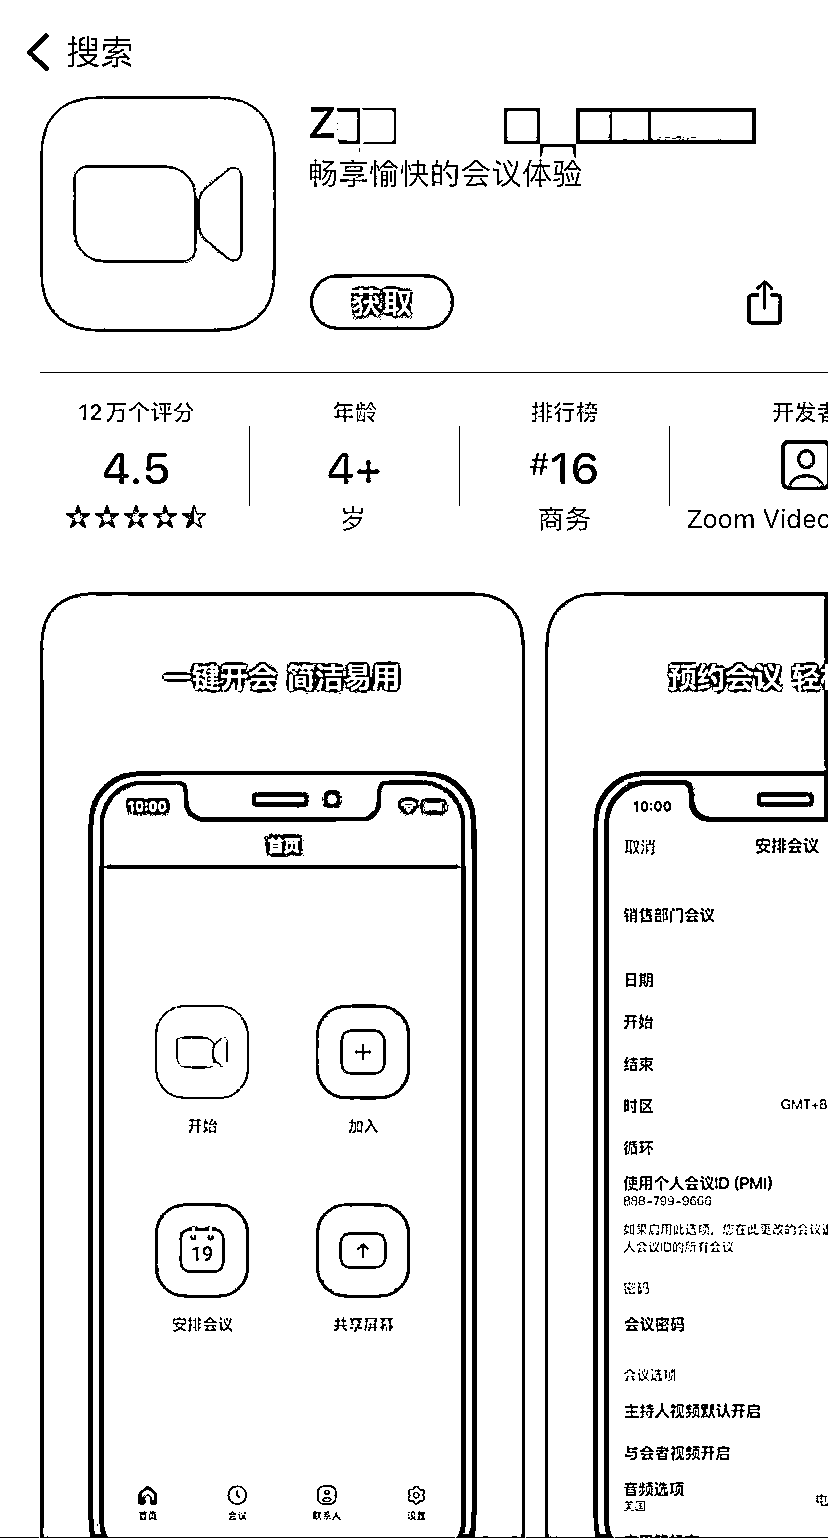 搜索
Z
畅享愉快的会议体验
获取
12万个评分
4.5
年龄
4+
岁
排行榜
#16
商务
开发者
Zoom Video
一键开会 简洁易用
10:00
首页
开始
加入
19
安排会议
共享屏幕
首页
会议
联系人
设置
预约会议 轻
10:00
取消
安排会议
销售部门会议
日期
开始
结束
时区
GMT+8
循环
使用个人会议ID (PMI)
888-799-9666
如果启用此选项，您在此更改的会议选
人会议ID的所有会议
密码
会议密码
会议选项
主持人视频默认开启
与会者视频开启
音频选项
美国
电